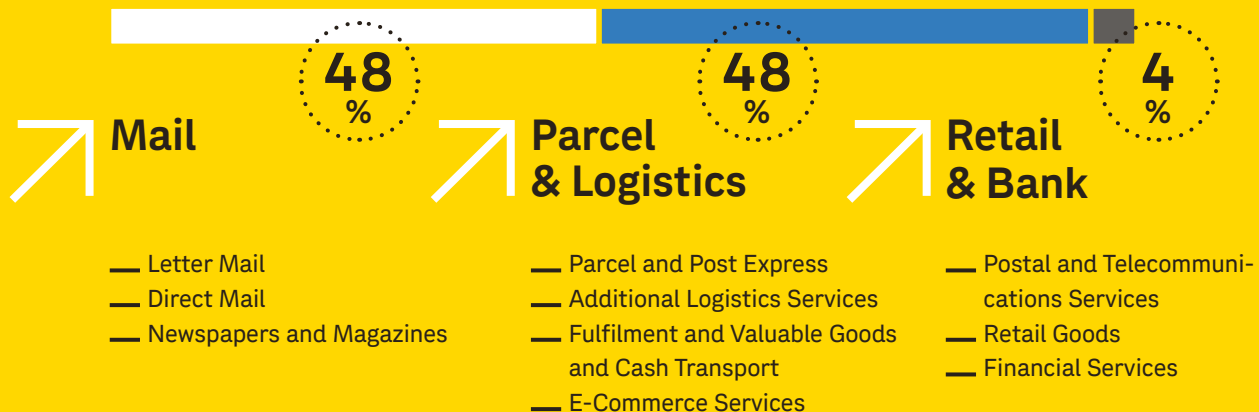 48
%
Mail
48
%
Parcel
& Logistics
4
%
Retail
& Bank
Letter Mail
Direct Mail
Newspapers and Magazines
Parcel and Post Express
Additional Logistics Services
Fulfilment and Valuable Goods
and Cash Transport
E-Commerce Services
Postal and Telecommuni-
cations Services
Retail Goods
Financial Services